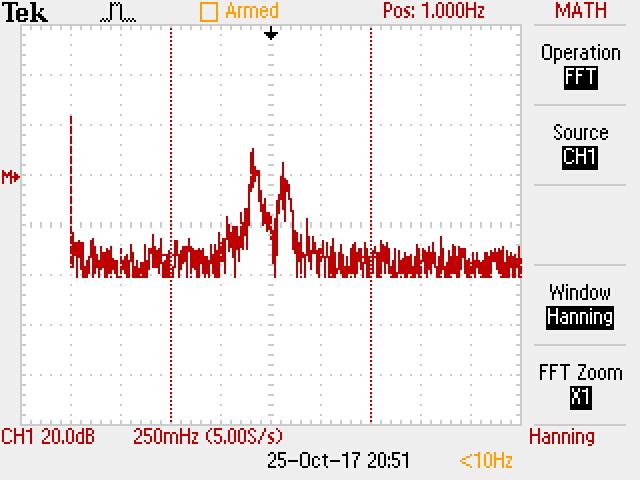 Tek Armed Pos: 1.000Hz MATH
Operation
FFT
Source
CH1
M
Window
Hanning
FFT Zoom
X1
CH1 20.0dB 250mHz (5.00S/s) Hanning
25-Oct-17 20:51 <10Hz